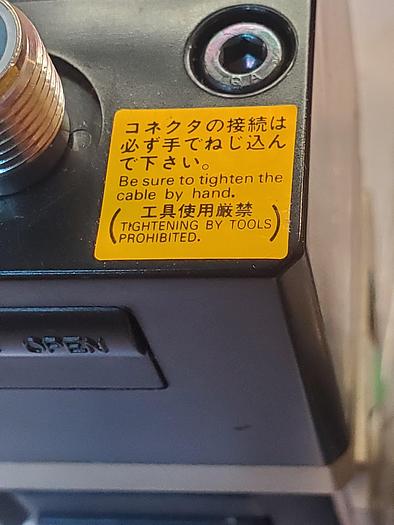 コネクタの接続は
必ず手でねじ込ん
で下さい。
Be sure to tighten the
cable by hand.
(工具使用厳禁
TIGHTENING BY TOOLS
PROHIBITED.)
OPEN